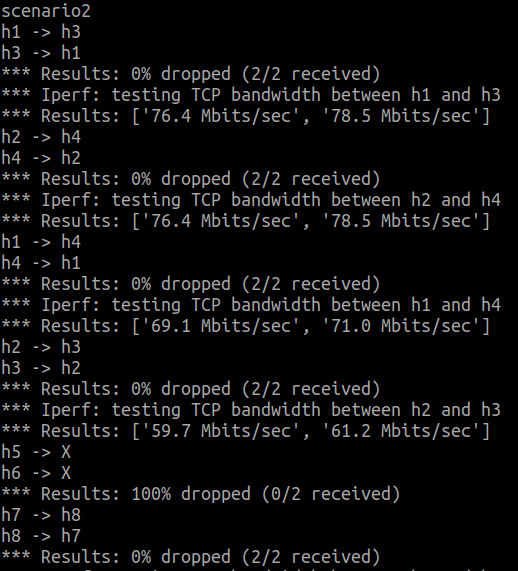 scenario2
h1 -> h3
h3 -> h1
*** Results: 0% dropped (2/2 received)
*** Iperf: testing TCP bandwidth between h1 and h3
*** Results: ['76.4 Mbits/sec', '78.5 Mbits/sec']
h2 -> h4
h4 -> h2
*** Results: 0% dropped (2/2 received)
*** Iperf: testing TCP bandwidth between h2 and h4
*** Results: ['76.4 Mbits/sec', '78.5 Mbits/sec']
h1 -> h4
h4 -> h1
*** Results: 0% dropped (2/2 received)
*** Iperf: testing TCP bandwidth between h1 and h4
*** Results: ['69.1 Mbits/sec', '71.0 Mbits/sec']
h2 -> h3
h3 -> h2
*** Results: 0% dropped (2/2 received)
*** Iperf: testing TCP bandwidth between h2 and h3
*** Results: ['59.7 Mbits/sec', '61.2 Mbits/sec']
h5 -> X
h6 -> X
*** Results: 100% dropped (0/2 received)
h7 -> h8
h8 -> h7
*** Results: 0% dropped (2/2 received)